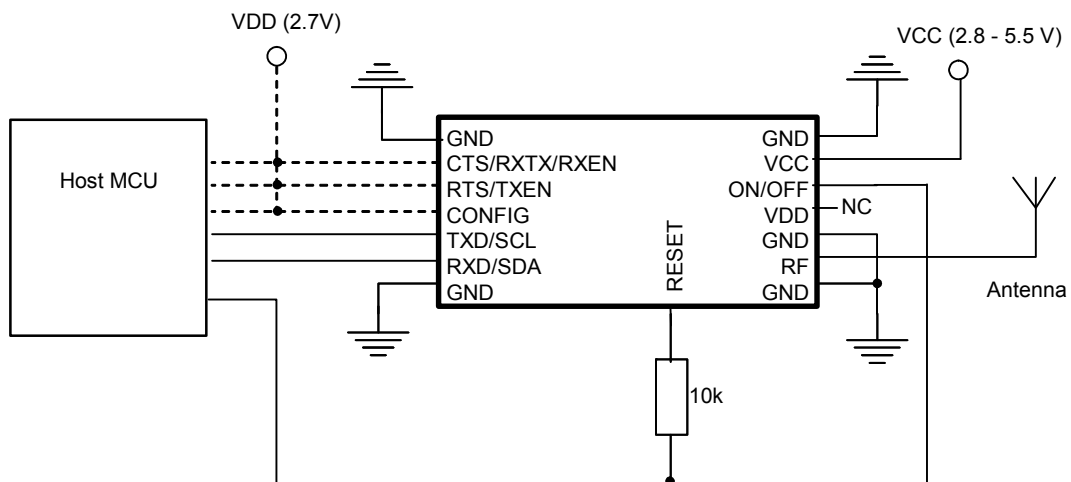 VDD (2.7V)
VCC (2.8 - 5.5 V)
Host MCU
GND
CTS/RXTX/RXEN
RTS/TXEN
CONFIG
TXD/SCL
RXD/SDA
GND
RESET
GND
VCC
ON/OFF
VDD
NC
GND
RF
GND
Antenna
10k